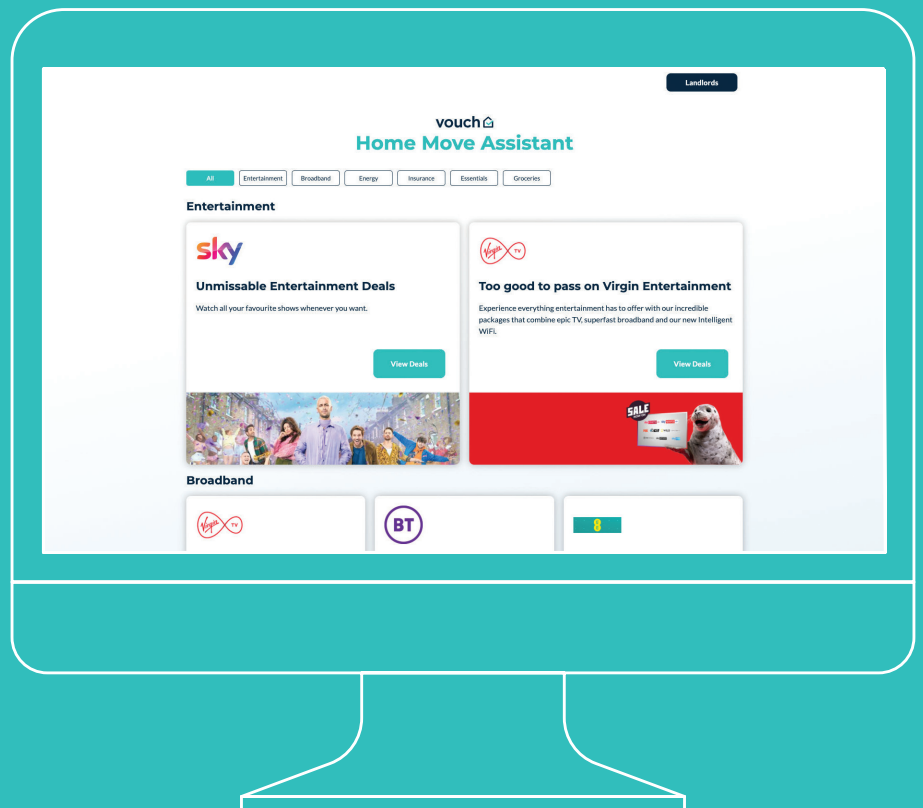 Landlords
vouch
Home Move Assistant
All Entertainment Broadband Energy Insurance Essentials Groceries
Entertainment
sky
Virgin TV
Unmissable Entertainment Deals
Watch all your favourite shows whenever you want.
View Deals
Too good to pass on Virgin Entertainment
Experience everything entertainment has to offer with our incredible
packages that combine epic TV, superfast broadband and our new Intelligent
WiFi.
View Deals
SALE
Broadband
Virgin TV
BT